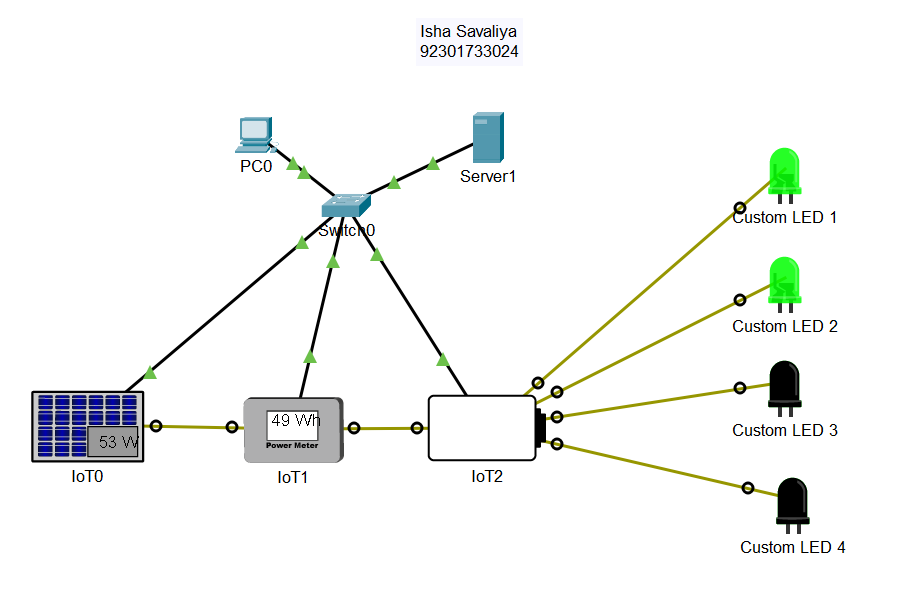 Isha Savaliya
92301733024
PC0
Server1
Switch0
Custom LED 1
Custom LED 2
Custom LED 3
Custom LED 4
53 W
IoT0
49 Wh
Power Meter
IoT1
IoT2